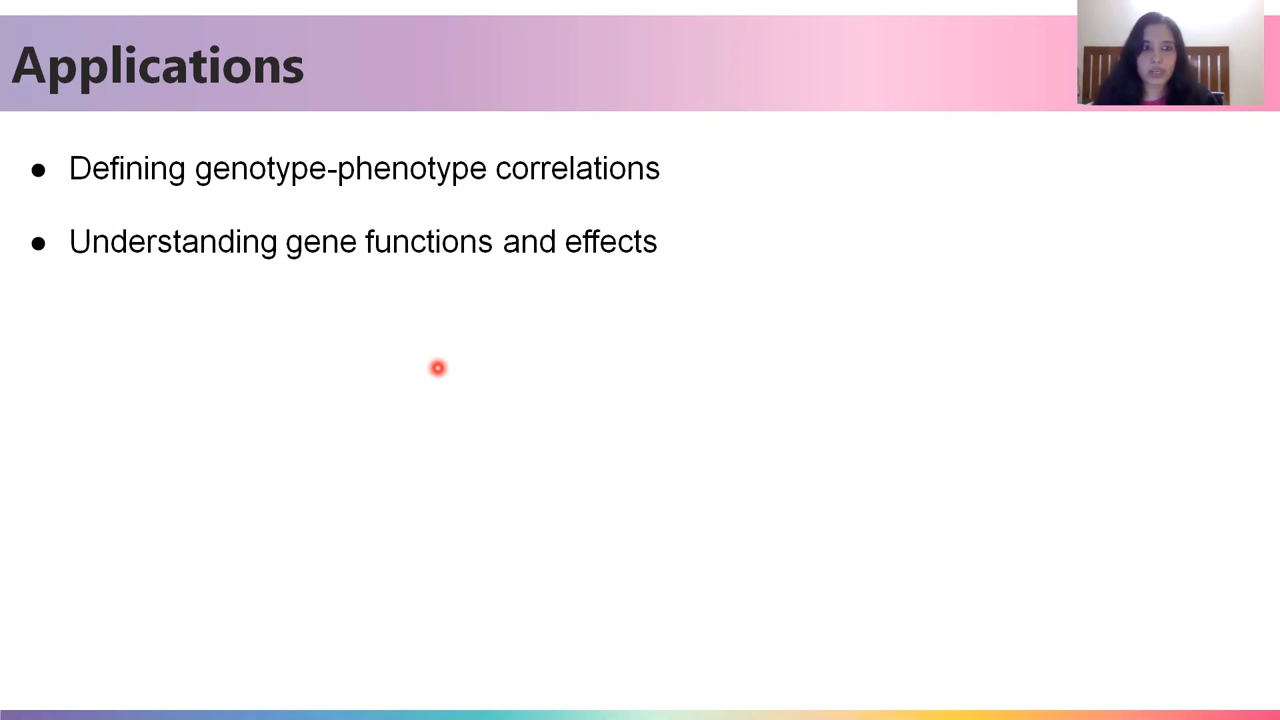 Applications
● Defining genotype-phenotype correlations
● Understanding gene functions and effects